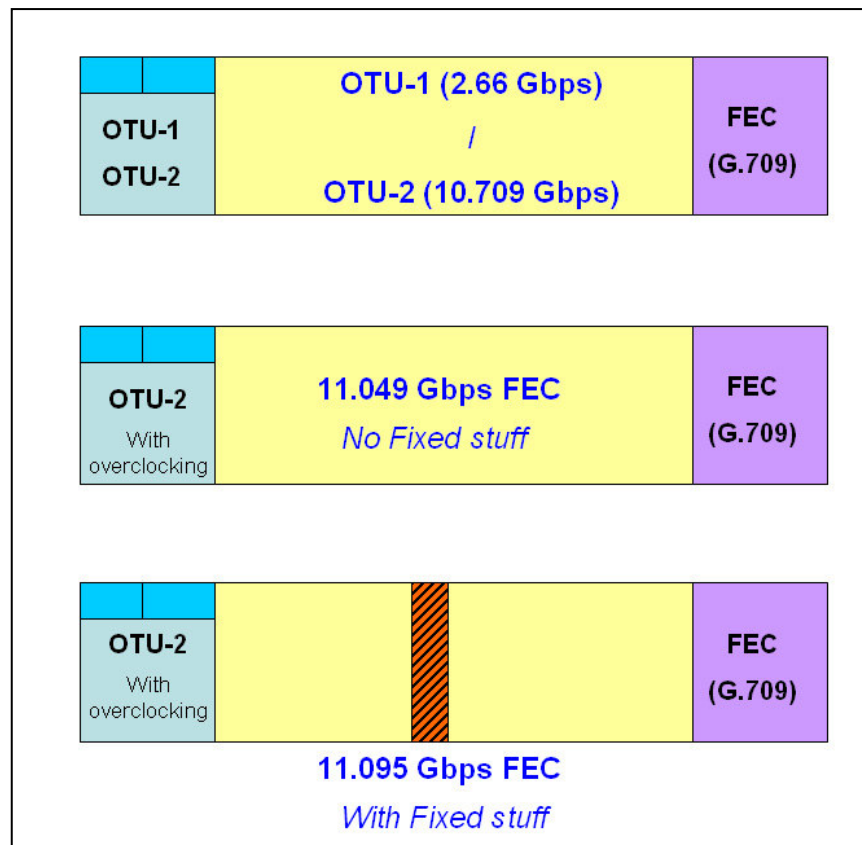 OTU-1
OTU-2
OTU-1 (2.66 Gbps)
/
OTU-2 (10.709 Gbps)
FEC
(G.709)
OTU-2
With
overclocking
11.049 Gbps FEC
No Fixed stuff
FEC
(G.709)
OTU-2
With
overclocking
FEC
(G.709)
11.095 Gbps FEC
With Fixed stuff